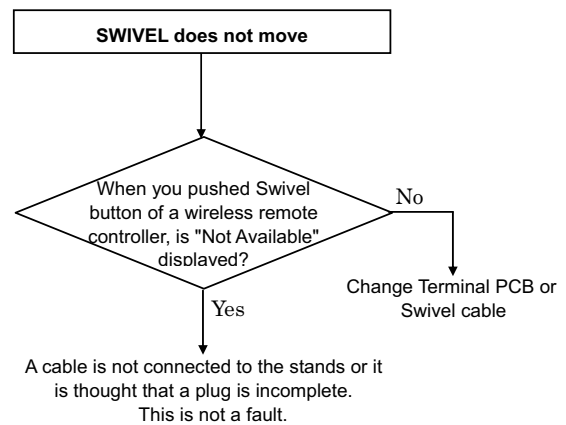 SWIVEL does not move
When you pushed Swivel
button of a wireless remote
controller, is "Not Available"
displayed?
No
Change Terminal PCB or
Swivel cable
Yes
A cable is not connected to the stands or it
is thought that a plug is incomplete.
This is not a fault.